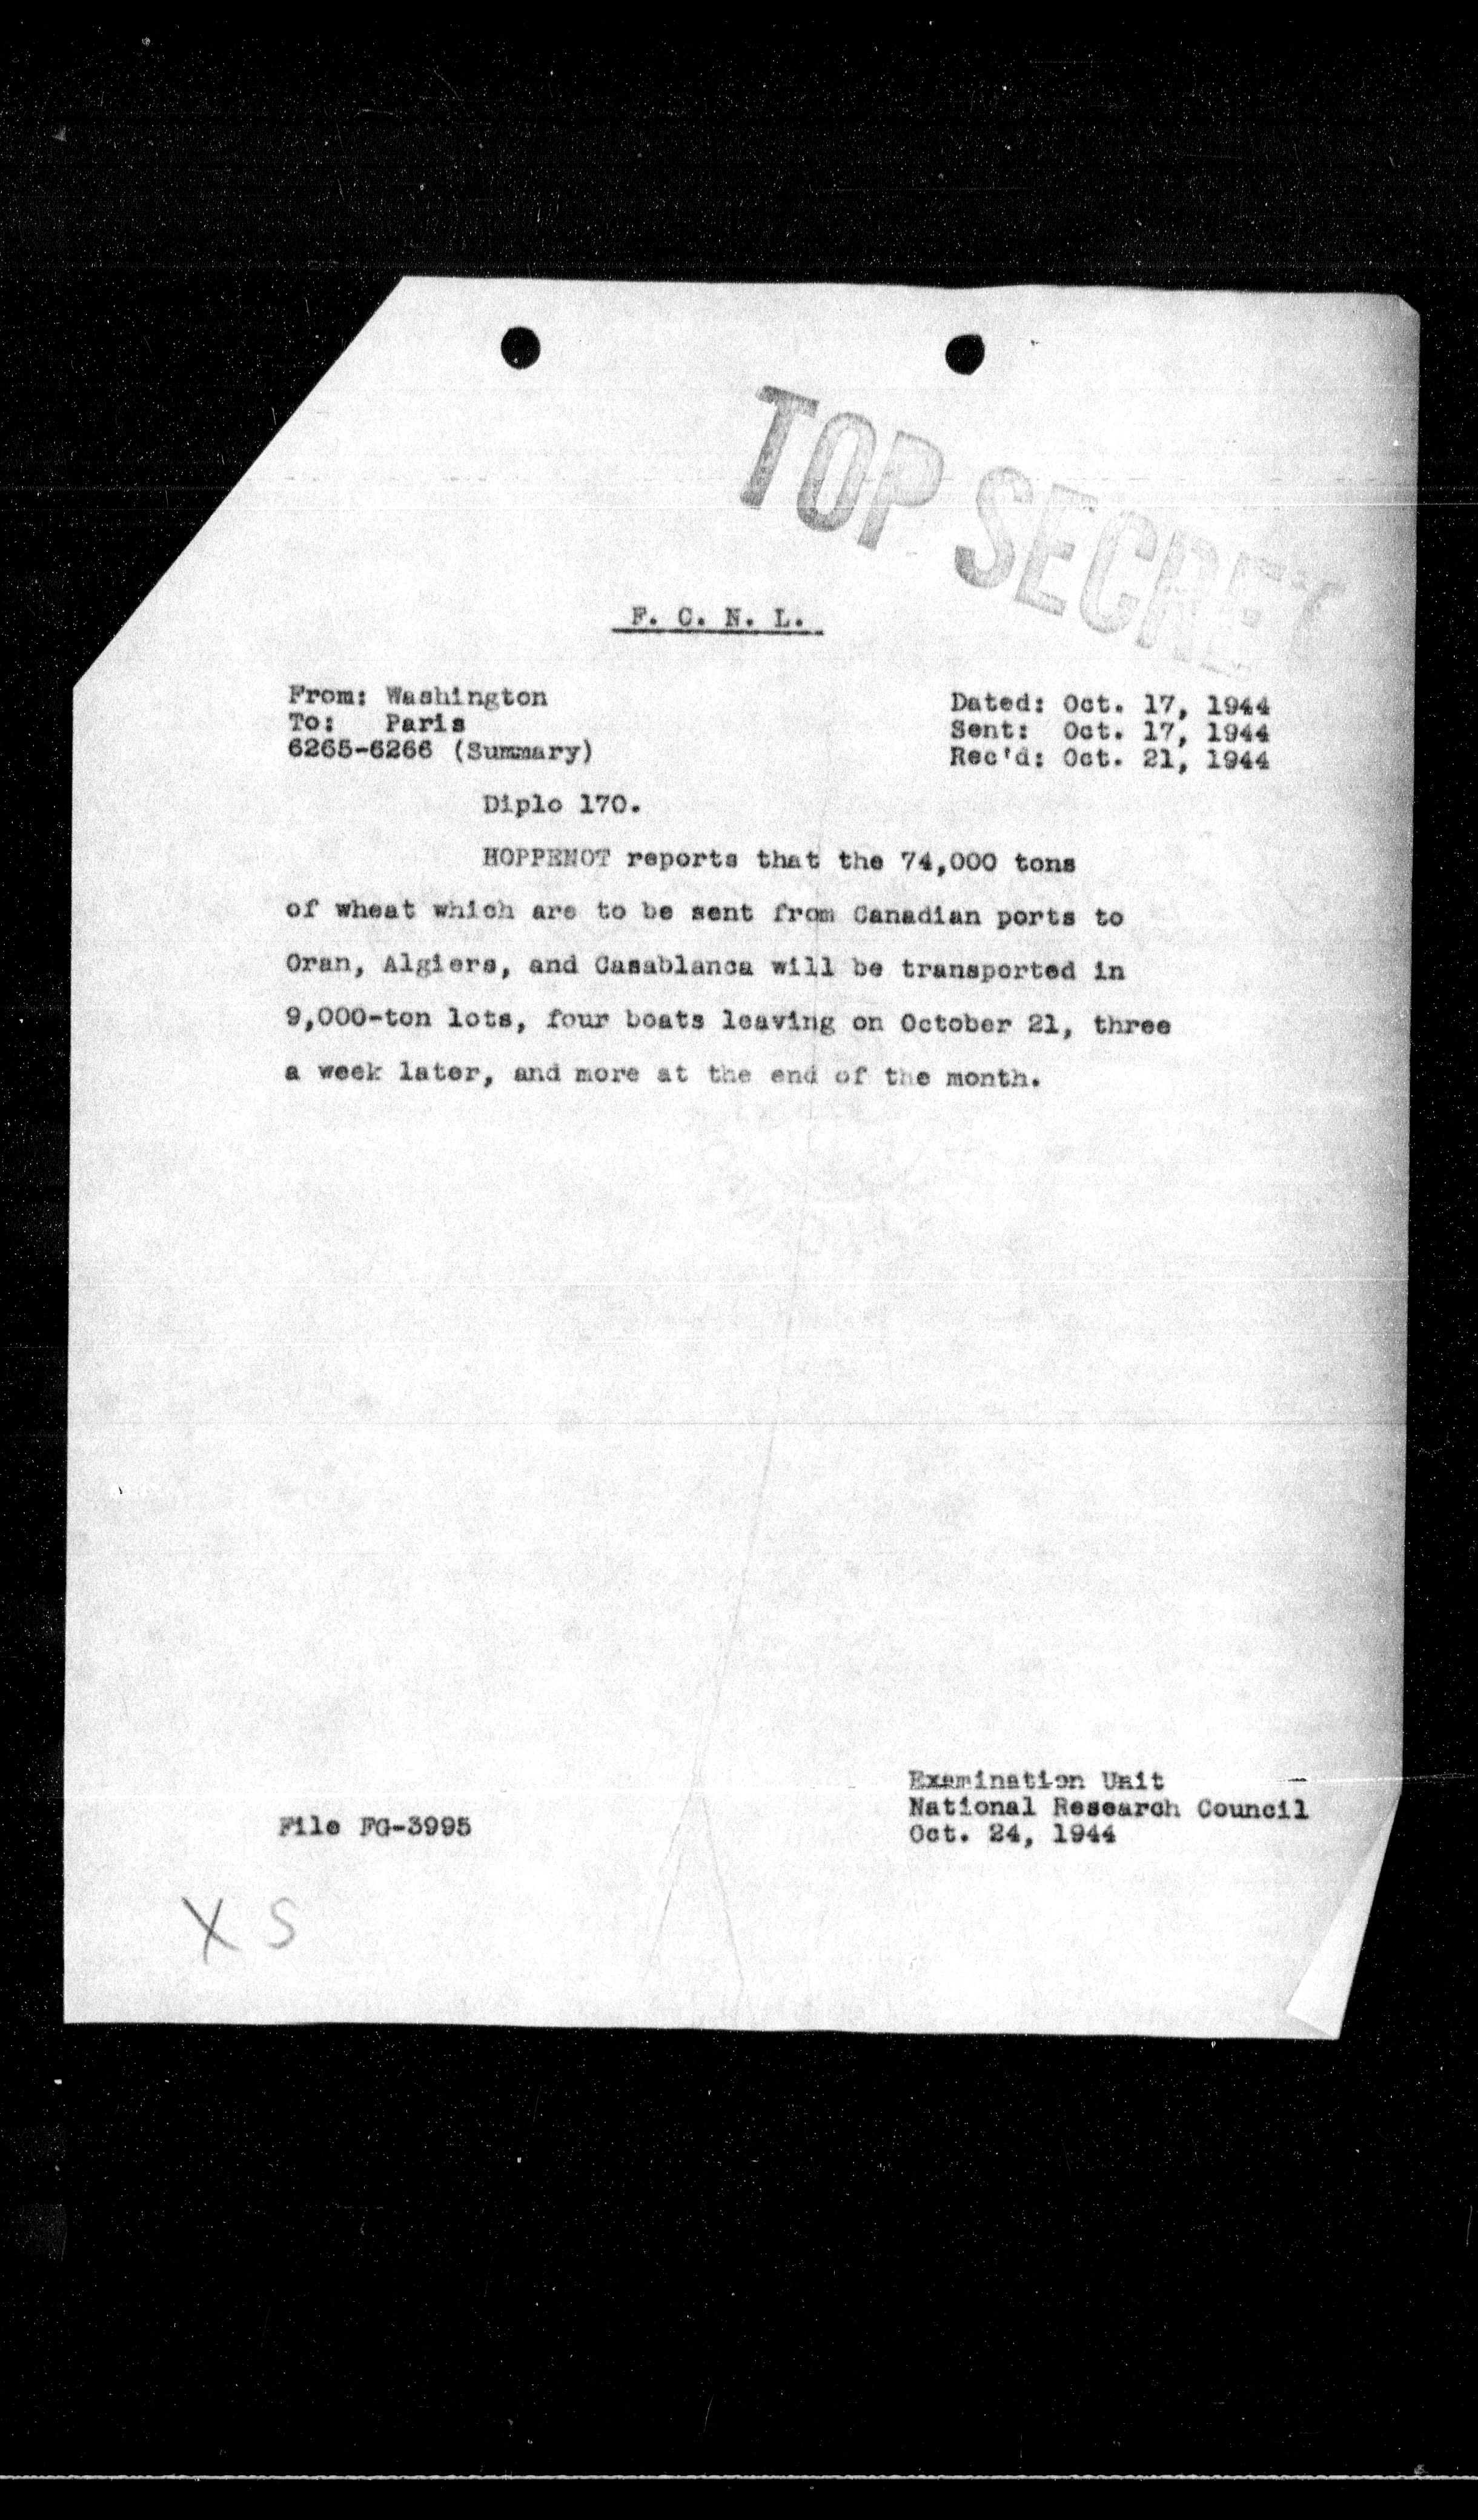 TOP SECRET
F. C. N. L.
From: Washington
To: Paris
6265-6266 (Summary)
Dated: Oct. 17, 1944
Sent: Oct. 17, 1944
Rec'd: Oct. 21, 1944
Diplo 170.
HOPPENOT reports that the 74,000 tons
of wheat which are to be sent from Canadian ports to
Oran, Algiers, and Casablanca will be transported in
9,000-ton lots, four boats leaving on October 21, three
a week later, and more at the end of the month.
Examination Unit
National Research Council
Oct. 24, 1944
File FG-3995
X S